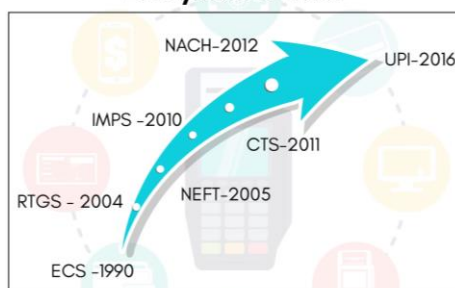 NACH-2012
UPI-2016
IMPS -2010
CTS-2011
RTGS - 2004
NEFT-2005
ECS -1990